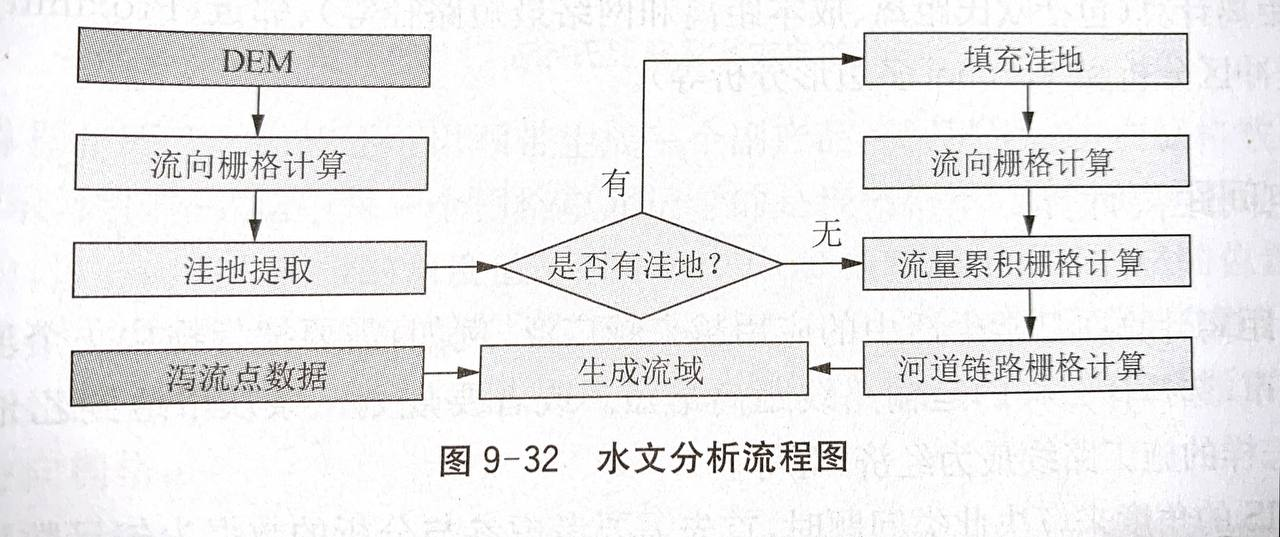 DEM
流向栅格计算
洼地提取
是否有洼地?
有
无
填充洼地
流向栅格计算
流量累积栅格计算
河道链路栅格计算
泻流点数据
生成流域
图 9-32 水文分析流程图